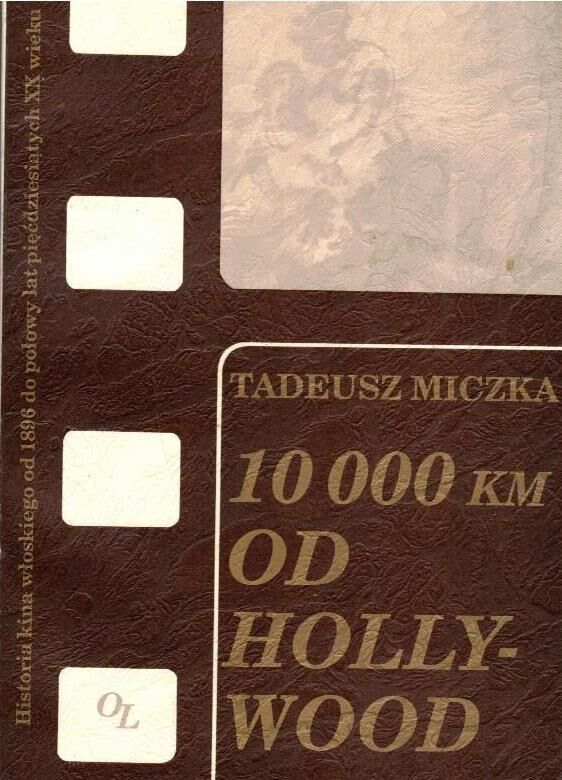 Historia kina włoskiego od 1896 do połowy lat pięćdziesiątych XX wieku
TADEUSZ MICZKA
10 000 KM
OD
HOLLY-
WOOD
OL